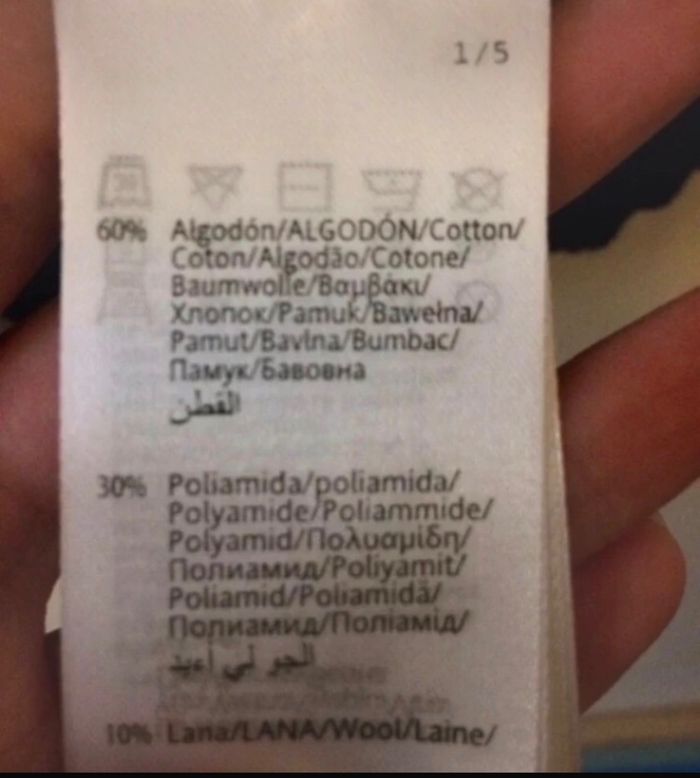 1/5
60% Algodón/ALGODÓN/Cotton/
Coton/Algodão/Cotone/
Baumwolle/Βαμβάκι/
Хлопок/Pamuk/Bawełna/
Pamut/Bavlna/Bumbac/
Памук/Бавовна
القطن
30% Poliamida/poliamida/
Polyamide/Poliammide/
Polyamid/Πολυαμίδη/
Полиамид/Poliyamit/
Poliamid/Poliamidă/
Полиамид/Поліамід/
10% Lana/LANA/Wool/Laine/